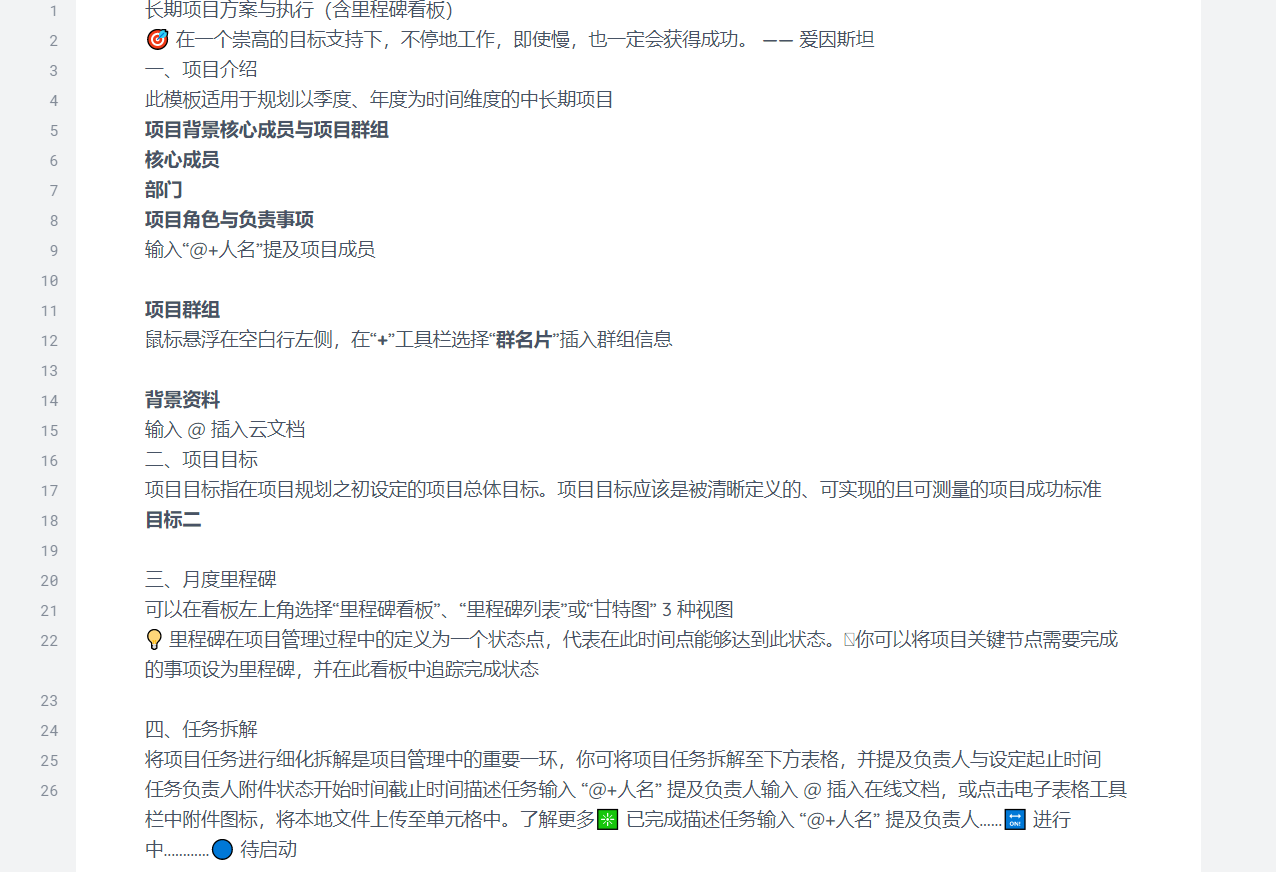 1 长期项目方案与执行（含里程碑看板）
2 🎯 在一个崇高的目标支持下，不停地工作，即使慢，也一定会获得成功。 —— 爱因斯坦
3 一、项目介绍
4 此模板适用于规划以季度、年度为时间维度的中长期项目
5 项目背景核心成员与项目群组
6 核心成员
7 部门
8 项目角色与负责事项
9 输入“@+人名”提及项目成员
10
11 项目群组
12 鼠标悬浮在空白行左侧，在“+”工具栏选择“群名片”插入群组信息
13
14 背景资料
15 输入 @ 插入云文档
16 二、项目目标
17 项目目标指在项目规划之初设定的项目总体目标。项目目标应该是被清晰定义的、可实现的且可测量的项目成功标准
18 目标二
19
20 三、月度里程碑
21 可以在看板左上角选择“里程碑看板”、“里程碑列表”或“甘特图” 3 种视图
22 💡 里程碑在项目管理过程中的定义为一个状态点，代表在此时间点能够达到此状态。你可以将项目关键节点需要完成
的事项设为里程碑，并在此看板中追踪完成状态
23
24 四、任务拆解
25 将项目任务进行细化拆解是项目管理中的重要一环，你可将项目任务拆解至下方表格，并提及负责人与设定起止时间
26 任务负责人附件状态开始时间截止时间描述任务输入 “@+人名” 提及负责人输入 @ 插入在线文档，或点击电子表格工具
栏中附件图标，将本地文件上传至单元格中。了解更多✳️ 已完成描述任务输入 “@+人名” 提及负责人......🔛 进行
中............🔵 待启动